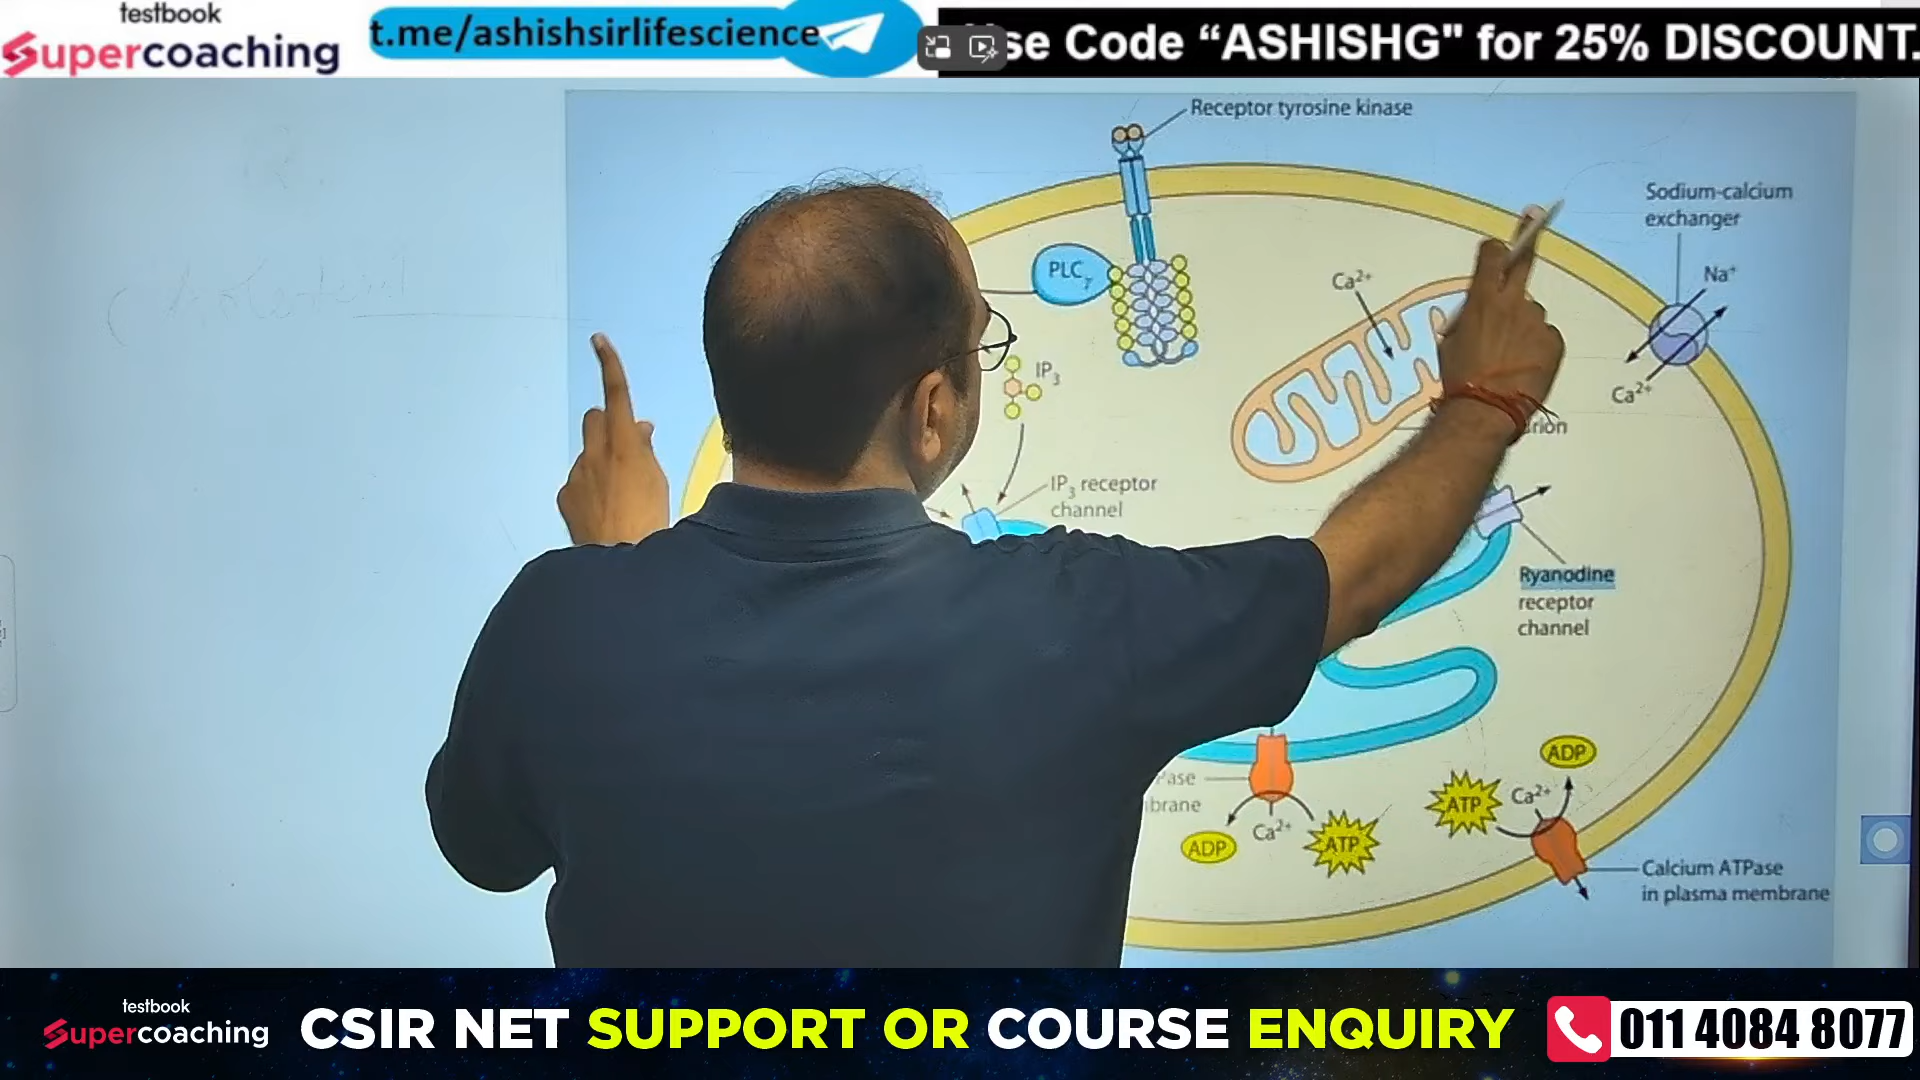 testbook
Supercoaching
t.me/ashishsirlifescience
se Code “ASHISHG" for 25% DISCOUNT.
Receptor tyrosine kinase
Sodium-calcium
exchanger
Na⁺
PLCγ
Ca²⁺
IP₃
Ca²⁺
IP₃ receptor
channel
Ryanodine
receptor
channel
ADP
ATP
Ca²⁺
ADP
Ca²⁺
ATP
Calcium ATPase
in plasma membrane
testbook
Supercoaching
CSIR NET SUPPORT OR COURSE ENQUIRY
011 4084 8077